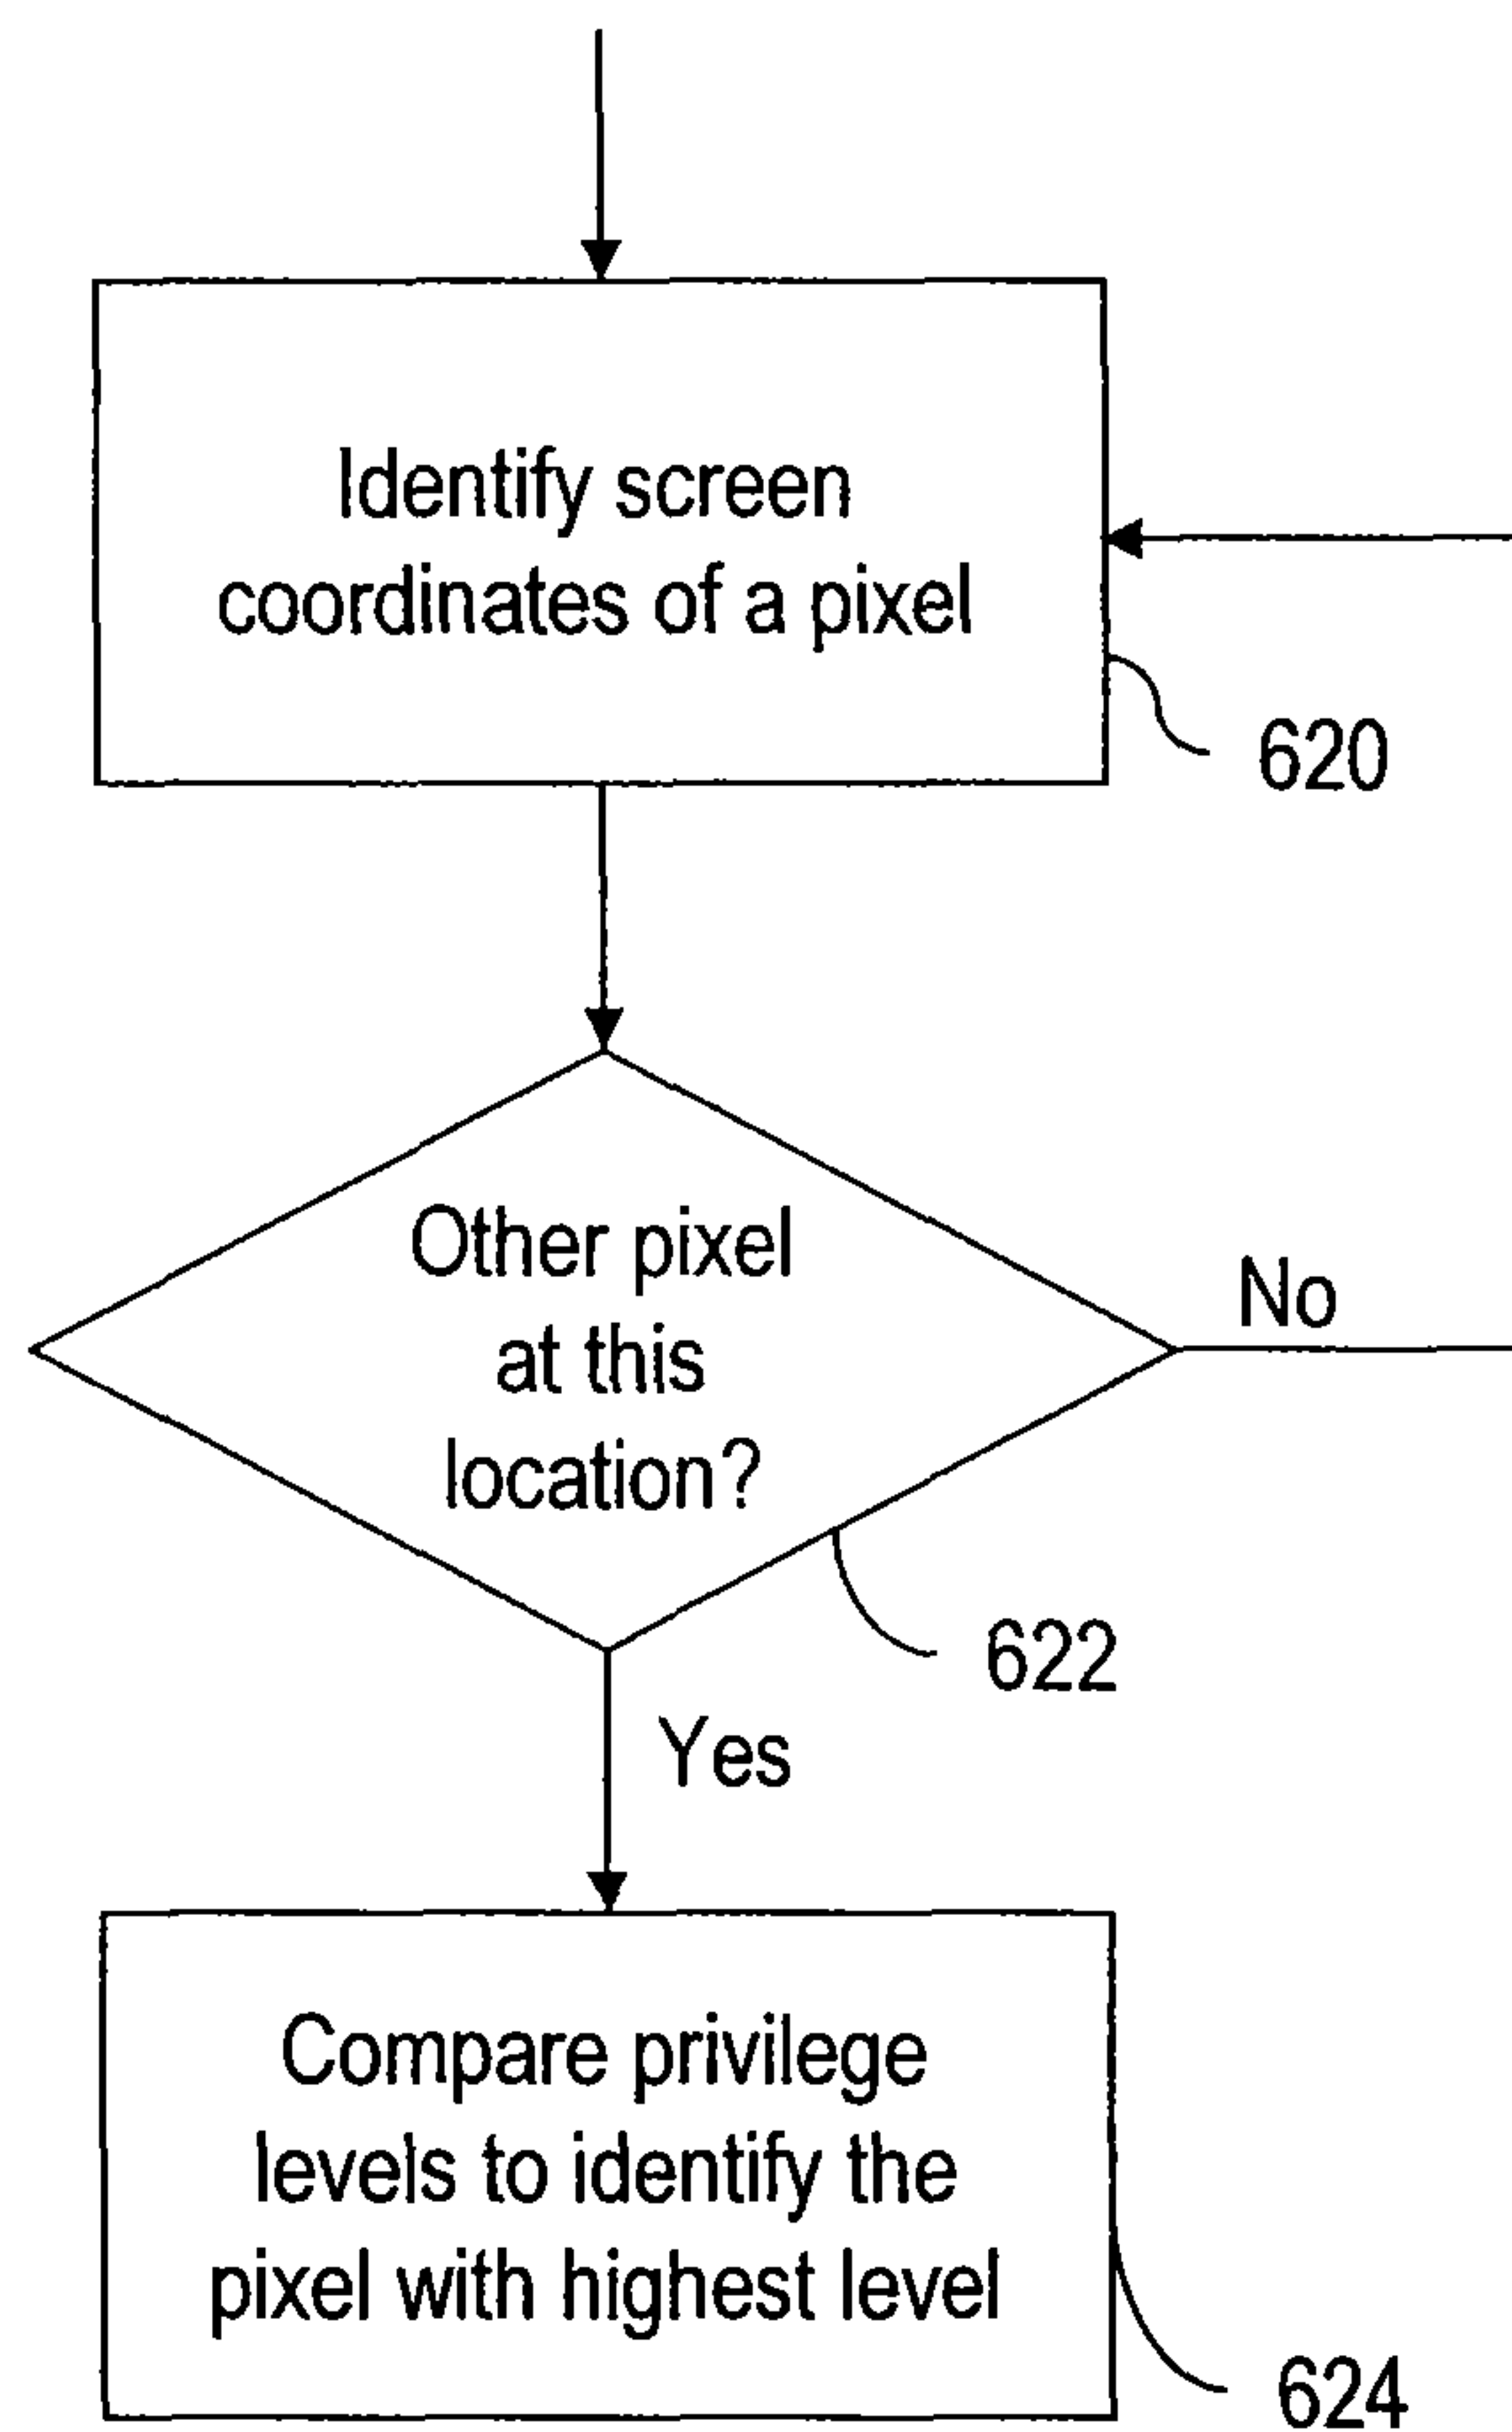 Identify screen
coordinates of a pixel
620
Other pixel
at this
location?
No
622
Yes
Compare privilege
levels to identify the
pixel with highest level
624